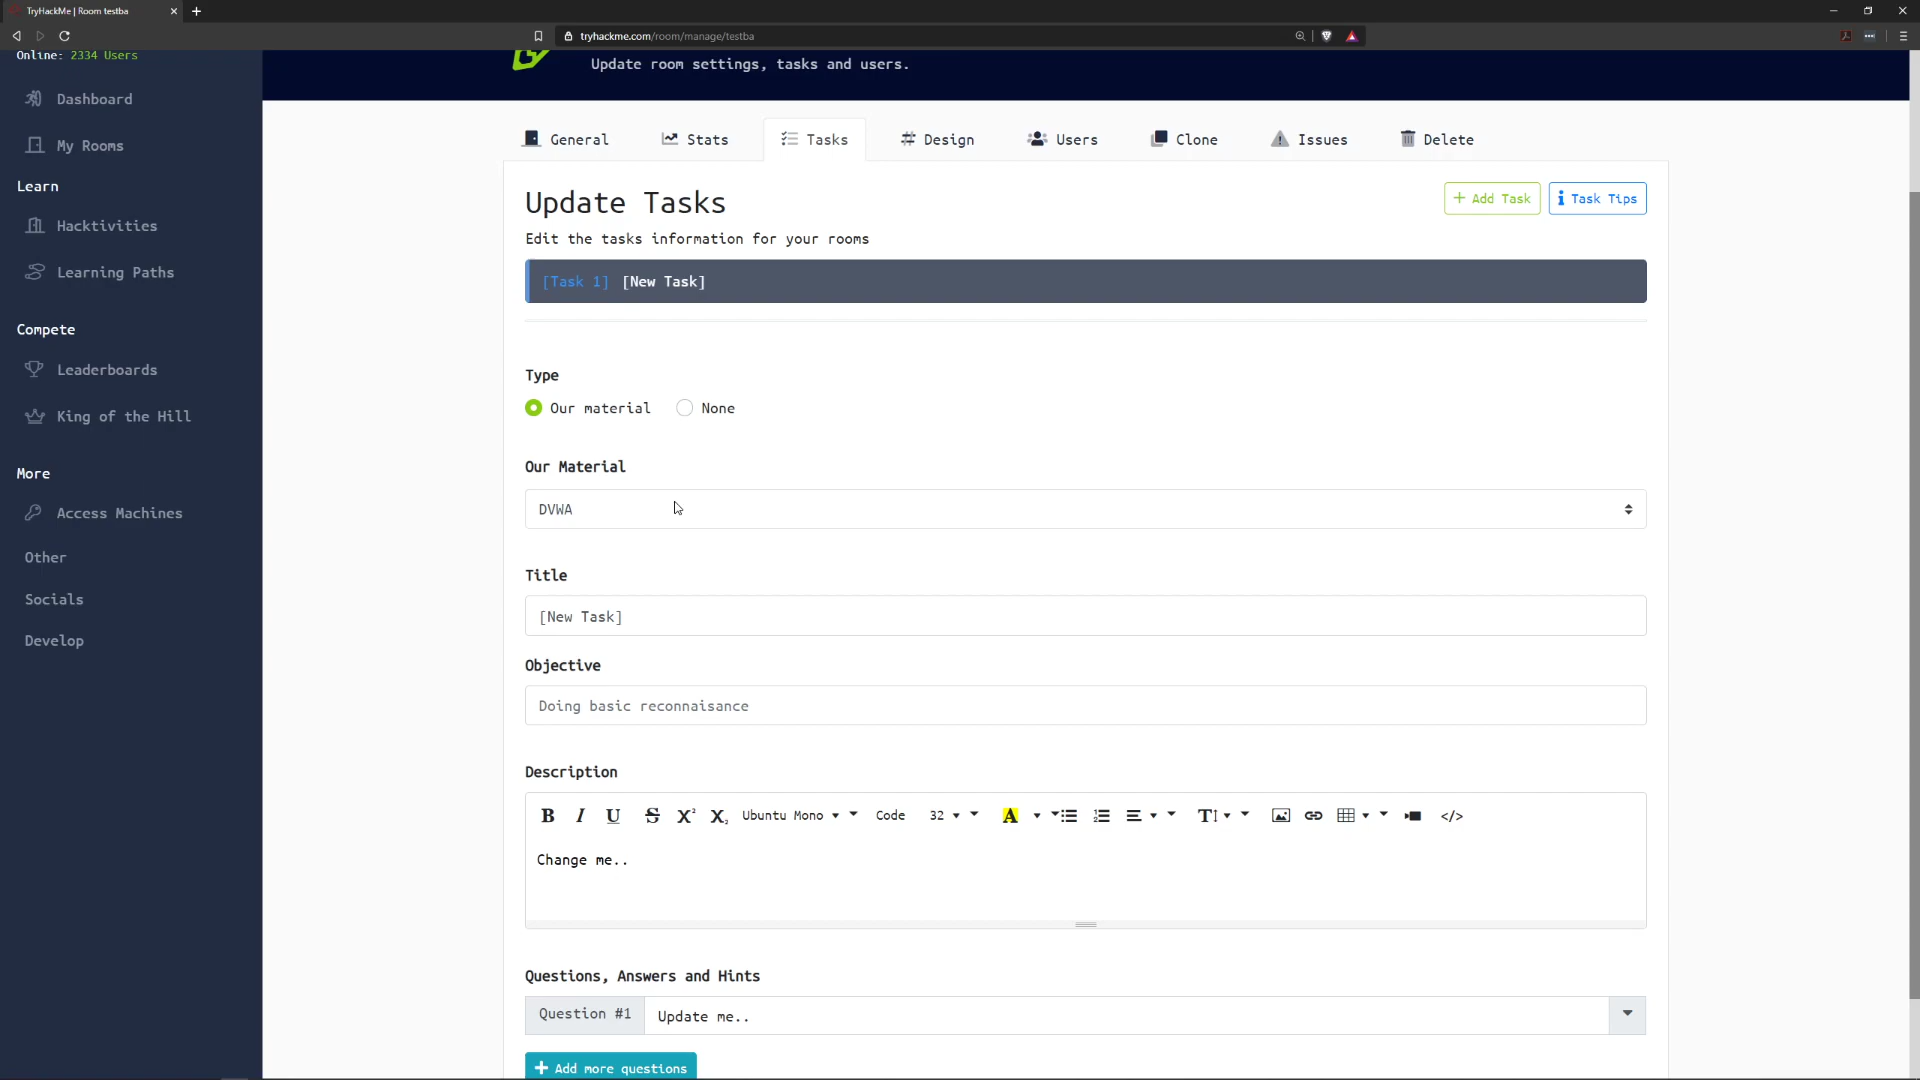 TryHackMe | Room testba
tryhackme.com/room/manage/testba
Online: 2334 Users
Dashboard
My Rooms
Learn
Hacktivities
Learning Paths
Compete
Leaderboards
King of the Hill
More
Access Machines
Other
Socials
Develop
Update room settings, tasks and users.
General
Stats
Tasks
Design
Users
Clone
Issues
Delete
Update Tasks
+ Add Task
Task Tips
Edit the tasks information for your rooms
[Task 1] [New Task]
Type
Our material
None
Our Material
DVWA
Title
[New Task]
Objective
Doing basic reconnaisance
Description
B I U S X² X₂ Ubuntu Mono Code 32 A T </>
Change me..
Questions, Answers and Hints
Question #1 Update me..
+ Add more questions